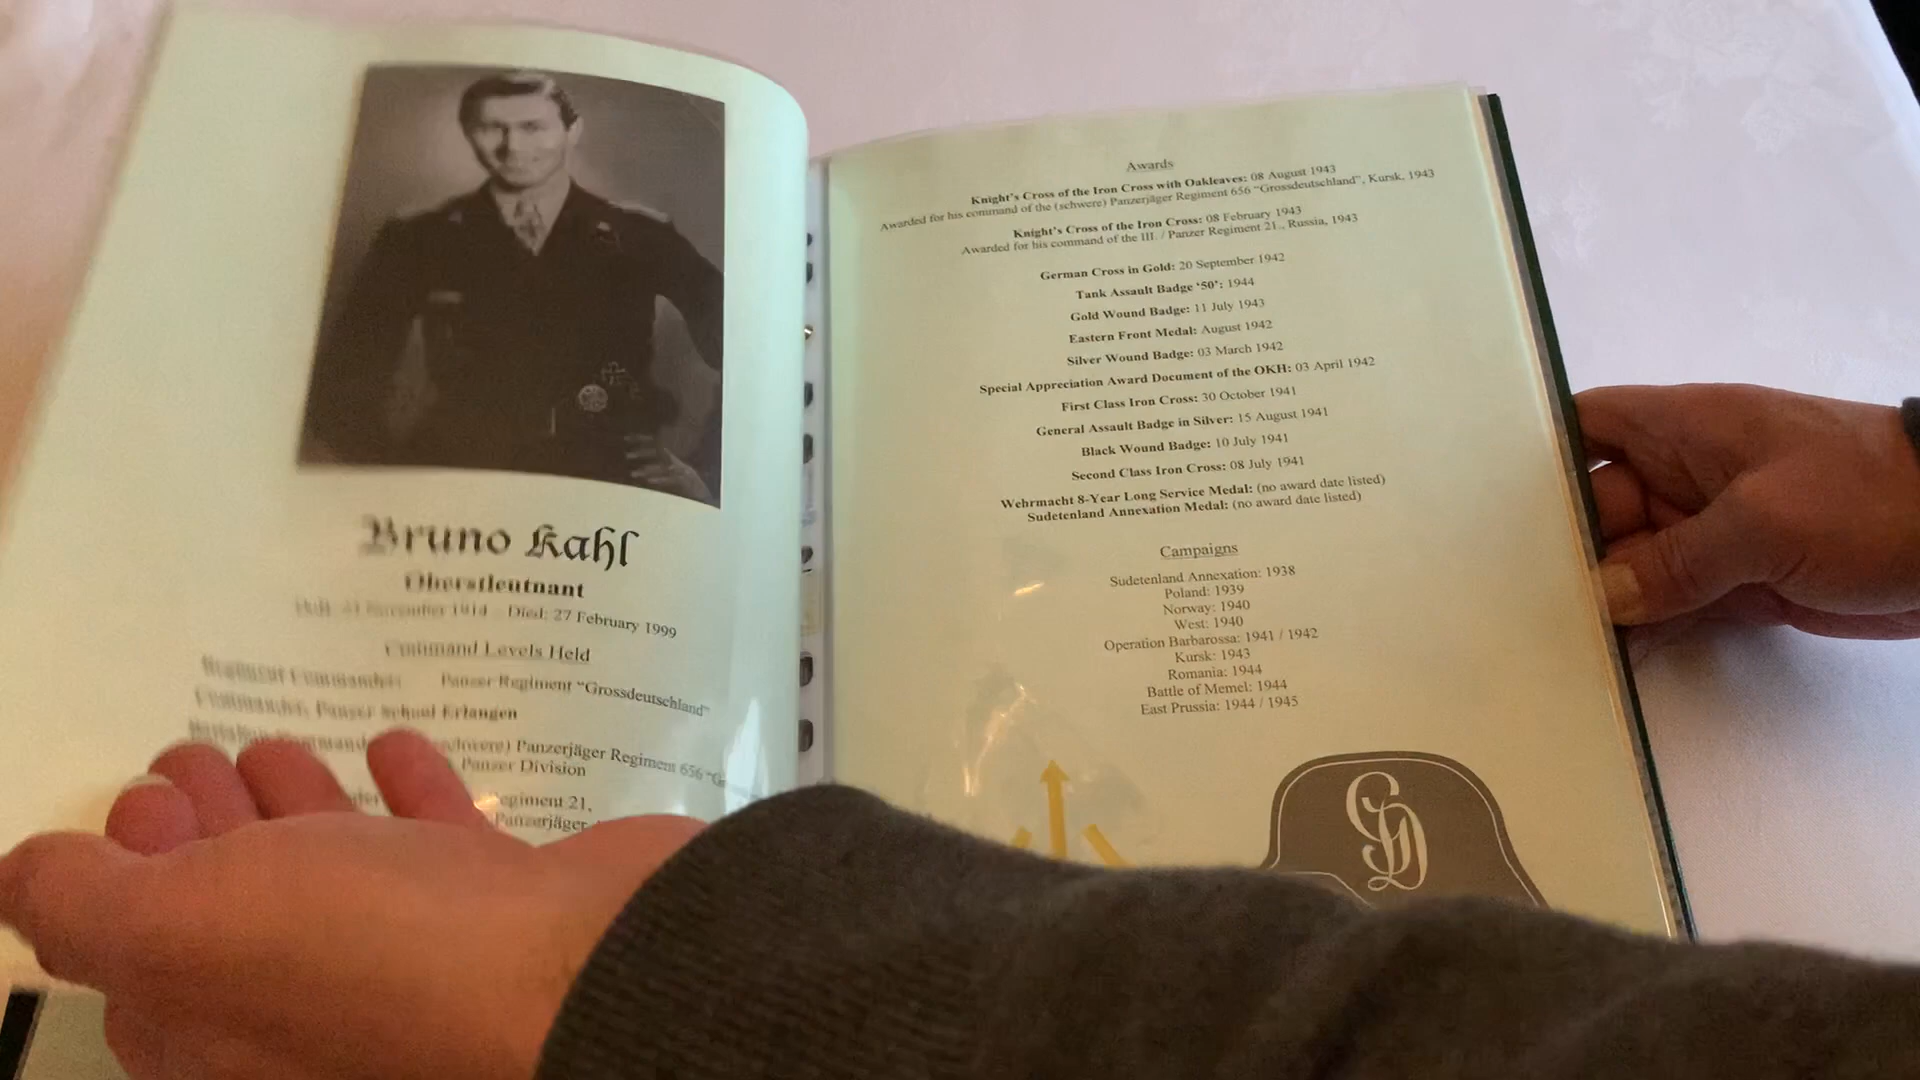 Bruno Kahl
Oberstleutnant
November 1914 Died: 27 February 1999
Command Levels Held
Regiment Commander: Panzer Regiment "Grossdeutschland"
Commander, Panzer School Erlangen
Panzerjäger Regiment 656
Panzer Division
Regiment 21,
Panzerjäger
Awards
Knight's Cross of the Iron Cross with Oakleaves: 08 August 1943
Awarded for his command of the (schwere) Panzerjäger Regiment 656 "Grossdeutschland", Kursk, 1943
Knight's Cross of the Iron Cross: 08 February 1943
Awarded for his command of the III. / Panzer Regiment 21., Russia, 1943
German Cross in Gold: 20 September 1942
Tank Assault Badge '50': 1944
Gold Wound Badge: 11 July 1943
Eastern Front Medal: August 1942
Silver Wound Badge: 03 March 1942
Special Appreciation Award Document of the OKH: 03 April 1942
First Class Iron Cross: 30 October 1941
General Assault Badge in Silver: 15 August 1941
Black Wound Badge: 10 July 1941
Second Class Iron Cross: 08 July 1941
Wehrmacht 8-Year Long Service Medal: (no award date listed)
Sudetenland Annexation Medal: (no award date listed)
Campaigns
Sudetenland Annexation: 1938
Poland: 1939
Norway: 1940
West: 1940
Operation Barbarossa: 1941 / 1942
Kursk: 1943
Romania: 1944
Battle of Memel: 1944
East Prussia: 1944 / 1945
GD